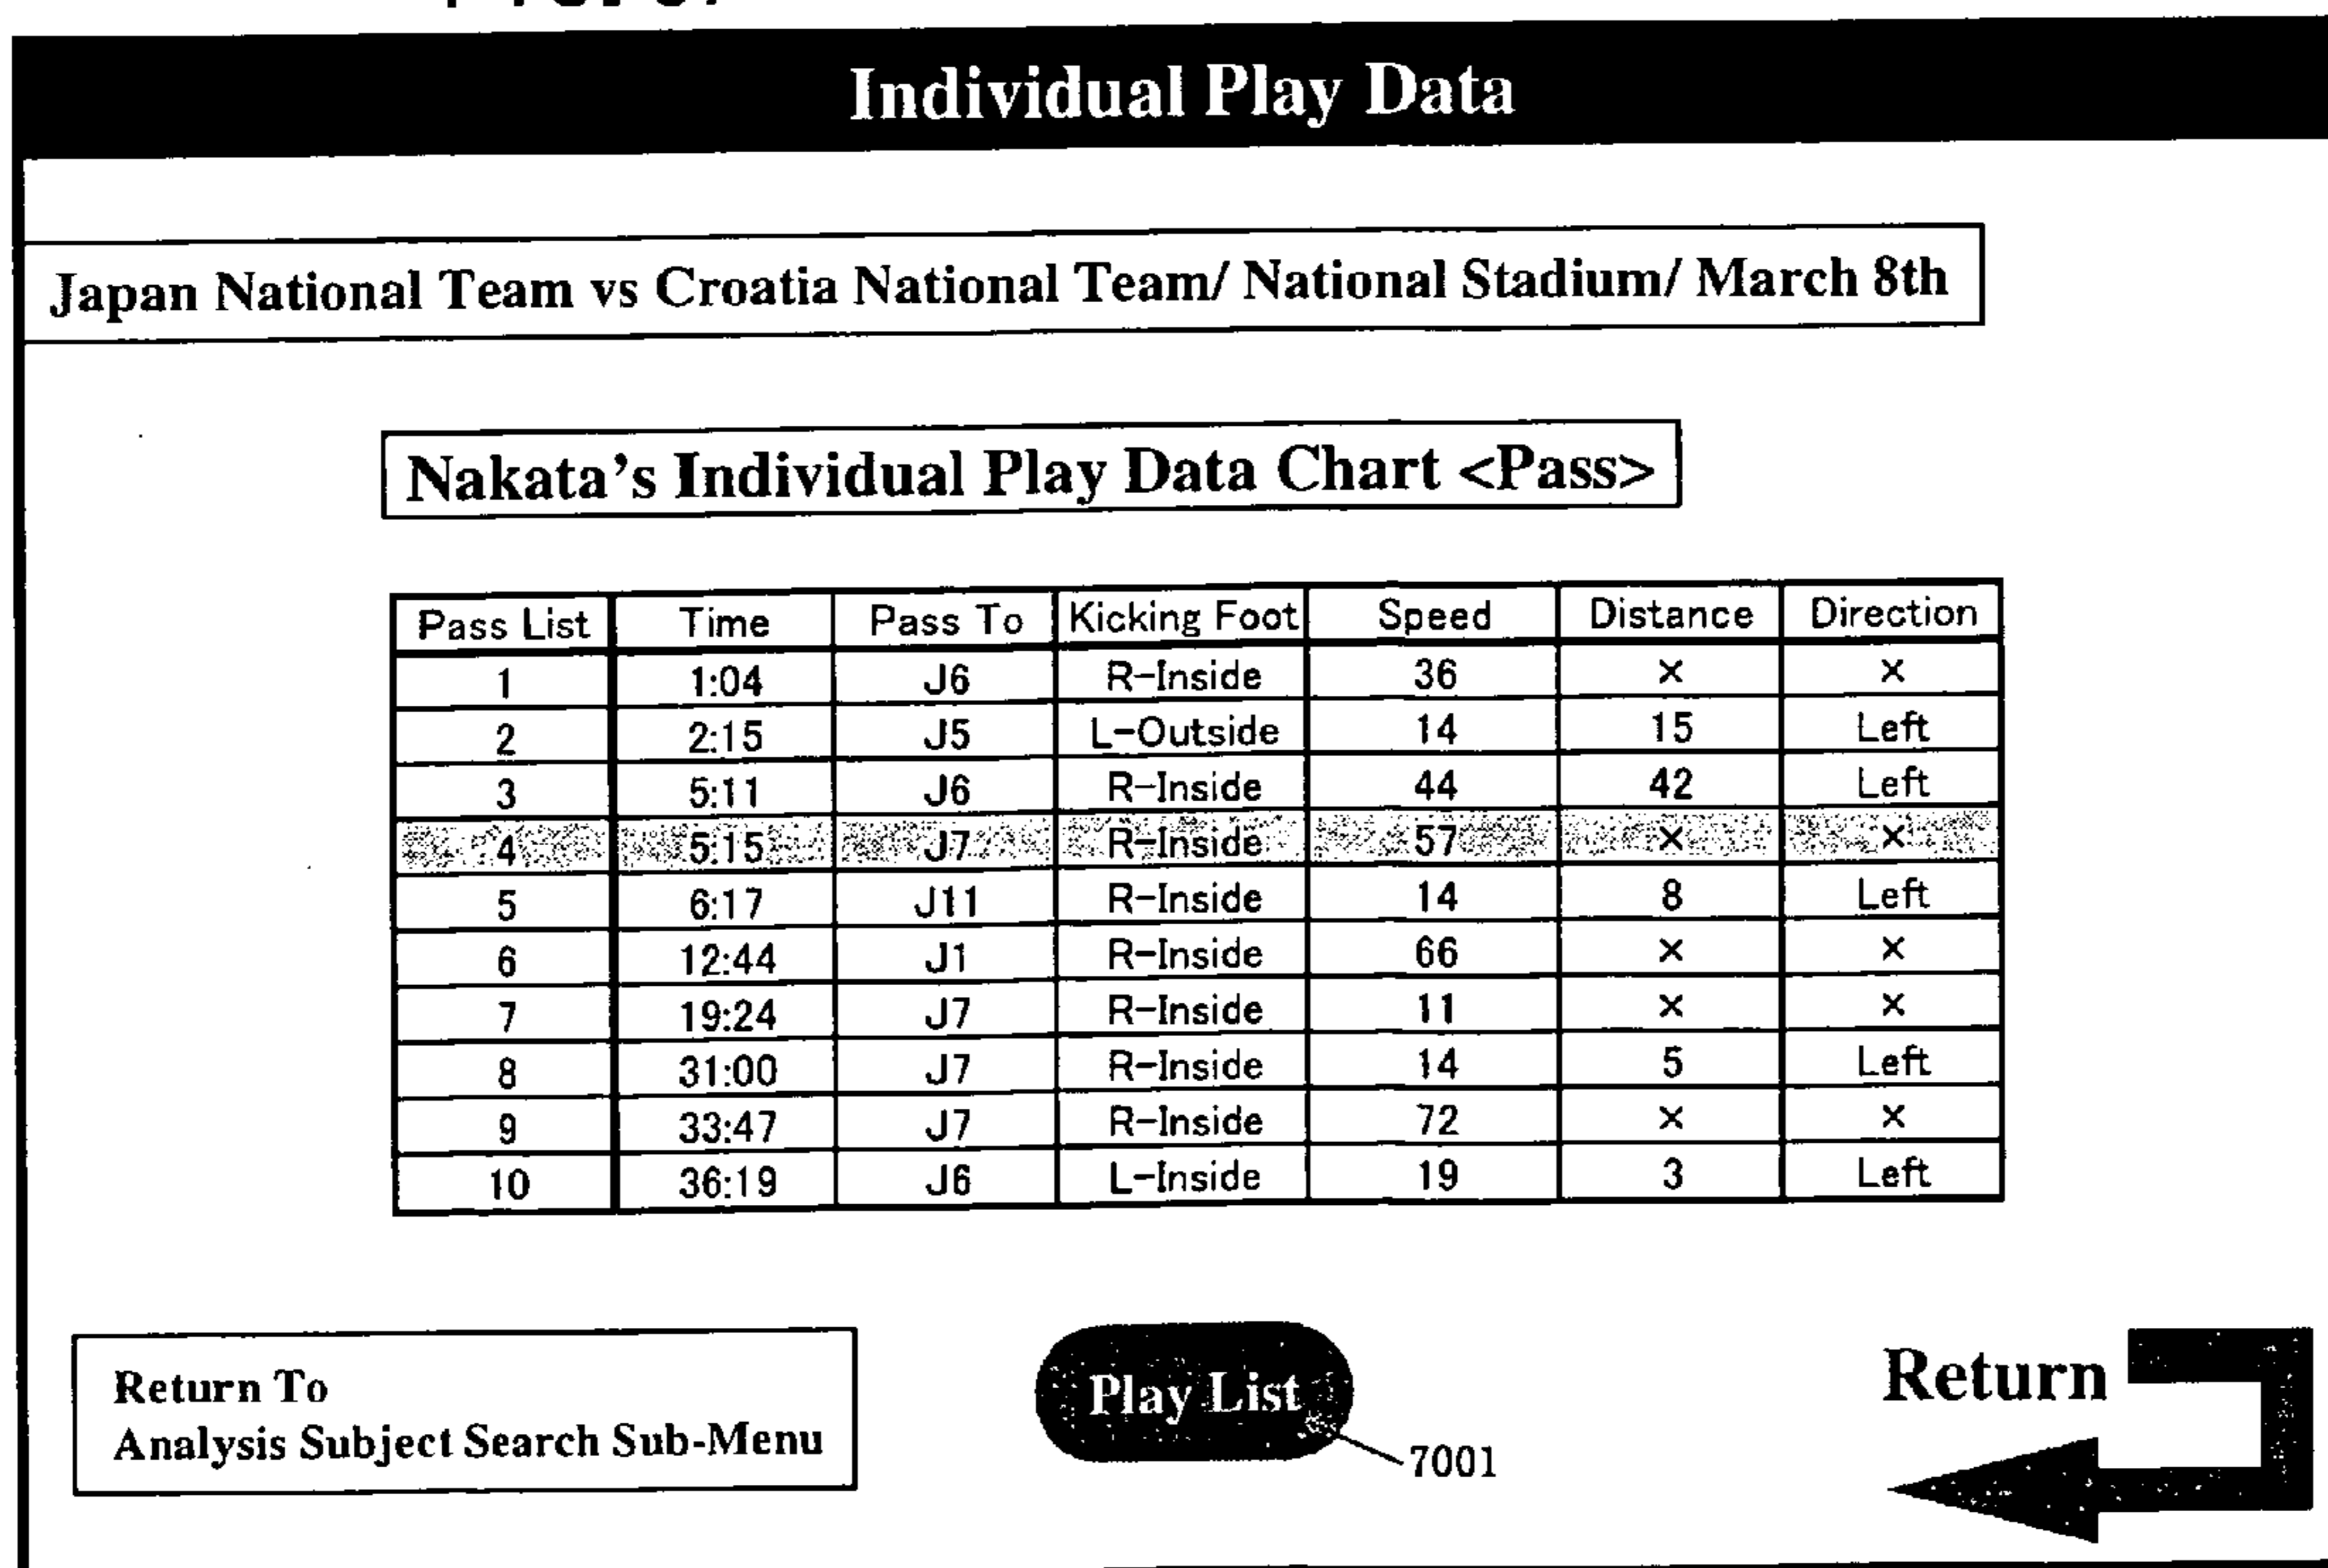 Individual Play Data
Japan National Team vs Croatia National Team/ National Stadium/ March 8th
Nakata's Individual Play Data Chart <Pass>
Pass List Time Pass To Kicking Foot Speed Distance Direction
1 1:04 J6 R-Inside 36 × ×
2 2:15 J5 L-Outside 14 15 Left
3 5:11 J6 R-Inside 44 42 Left
4 5:15 J7 R-Inside 57 × ×
5 6:17 J11 R-Inside 14 8 Left
6 12:44 J1 R-Inside 66 × ×
7 19:24 J7 R-Inside 11 × ×
8 31:00 J7 R-Inside 14 5 Left
9 33:47 J7 R-Inside 72 × ×
10 36:19 J6 L-Inside 19 3 Left
Return To
Analysis Subject Search Sub-Menu
Play List
7001
Return